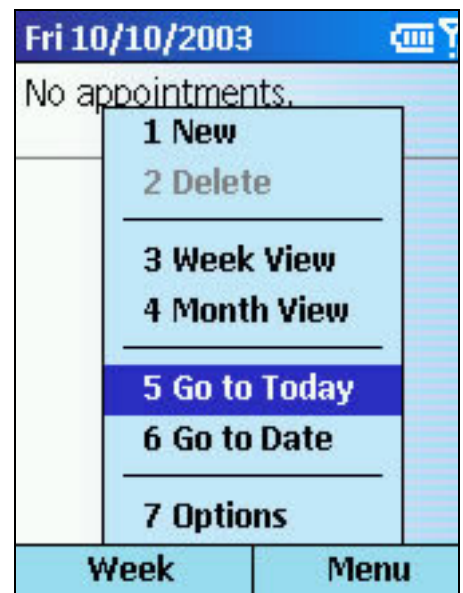 Fri 10/10/2003
No appointments.
1 New
2 Delete
3 Week View
4 Month View
5 Go to Today
6 Go to Date
7 Options
Week Menu